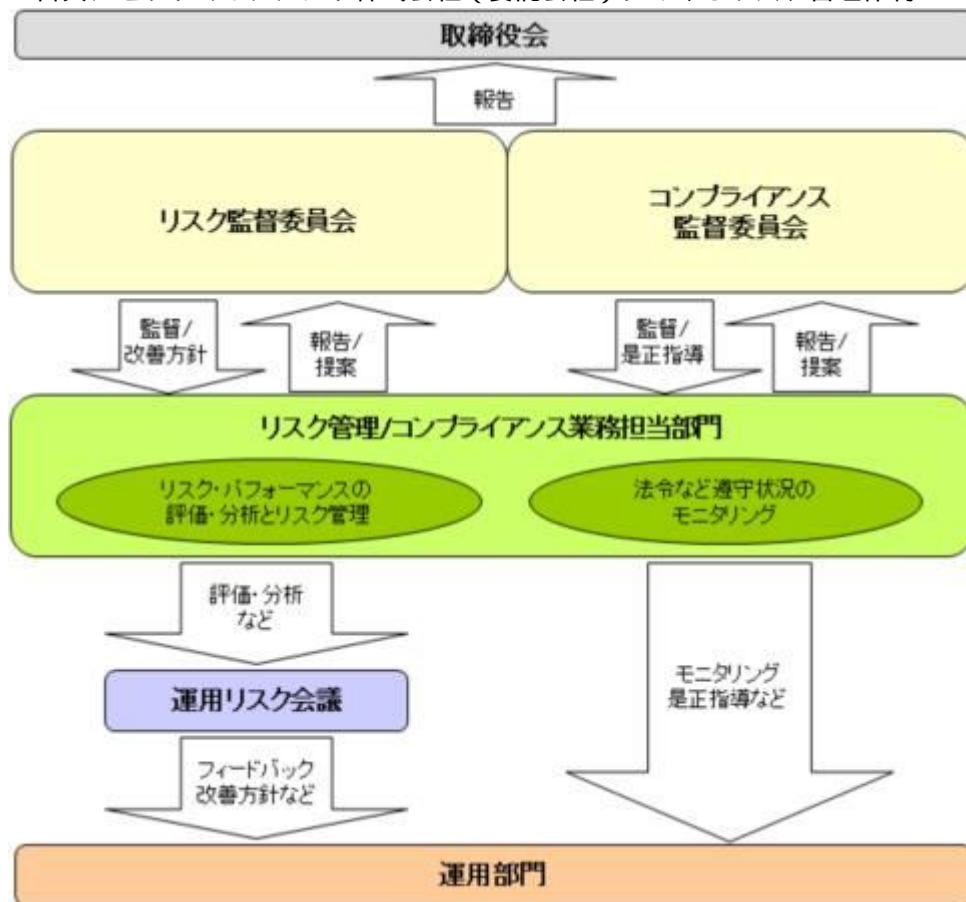 取締役会
報告
リスク監督委員会
コンプライアンス
監督委員会
監督/
改善方針
報告/
提案
監督/
是正指導
報告/
提案
リスク管理/コンプライアンス業務担当部門
リスク・パフォーマンスの
評価・分析とリスク管理
法令など遵守状況の
モニタリング
評価・分析
など
運用リスク会議
モニタリング
是正指導など
フィードバック
改善方針など
運用部門